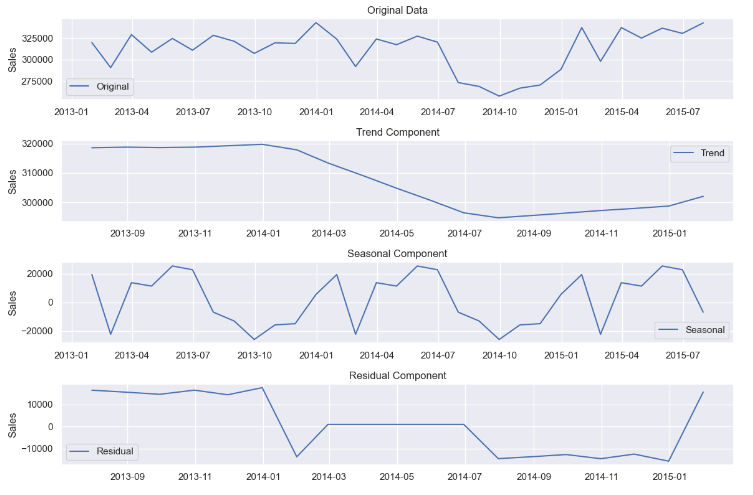 Original Data
Sales
325000
300000
275000
Original
2013-01 2013-04 2013-07 2013-10 2014-01 2014-04 2014-07 2014-10 2015-01 2015-04 2015-07
Trend Component
Sales
320000
310000
300000
Trend
2013-09 2013-11 2014-01 2014-03 2014-05 2014-07 2014-09 2014-11 2015-01
Seasonal Component
Sales
20000
0
−20000
Seasonal
2013-01 2013-04 2013-07 2013-10 2014-01 2014-04 2014-07 2014-10 2015-01 2015-04 2015-07
Residual Component
Sales
10000
0
−10000
Residual
2013-09 2013-11 2014-01 2014-03 2014-05 2014-07 2014-09 2014-11 2015-01